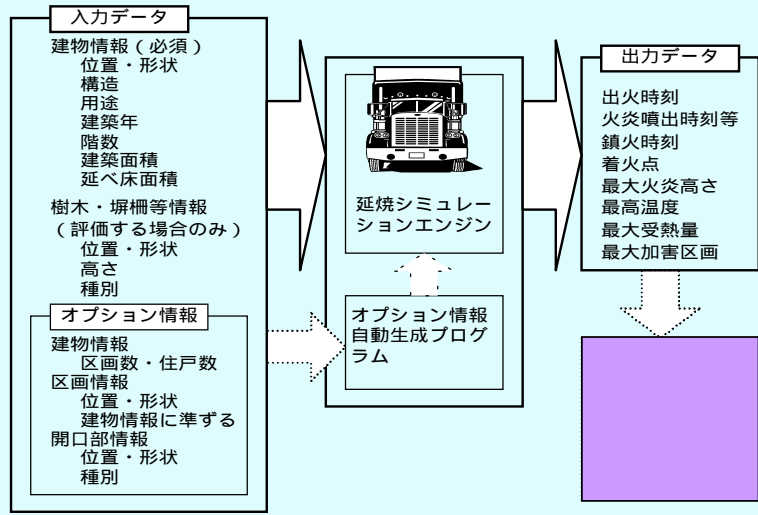 入力データ
建物情報（必須）
位置・形状
構造
用途
建築年
階数
建築面積
延べ床面積
樹木・塀柵等情報
（評価する場合のみ）
位置・形状
高さ
種別
オプション情報
建物情報
区画数・住戸数
区画情報
位置・形状
建物情報に準ずる
開口部情報
位置・形状
種別
延焼シミュレー
ションエンジン
オプション情報
自動生成プログ
ラム
出力データ
出火時刻
火炎噴出時刻等
鎮火時刻
着火点
最大火炎高さ
最高温度
最大受熱量
最大加害区画